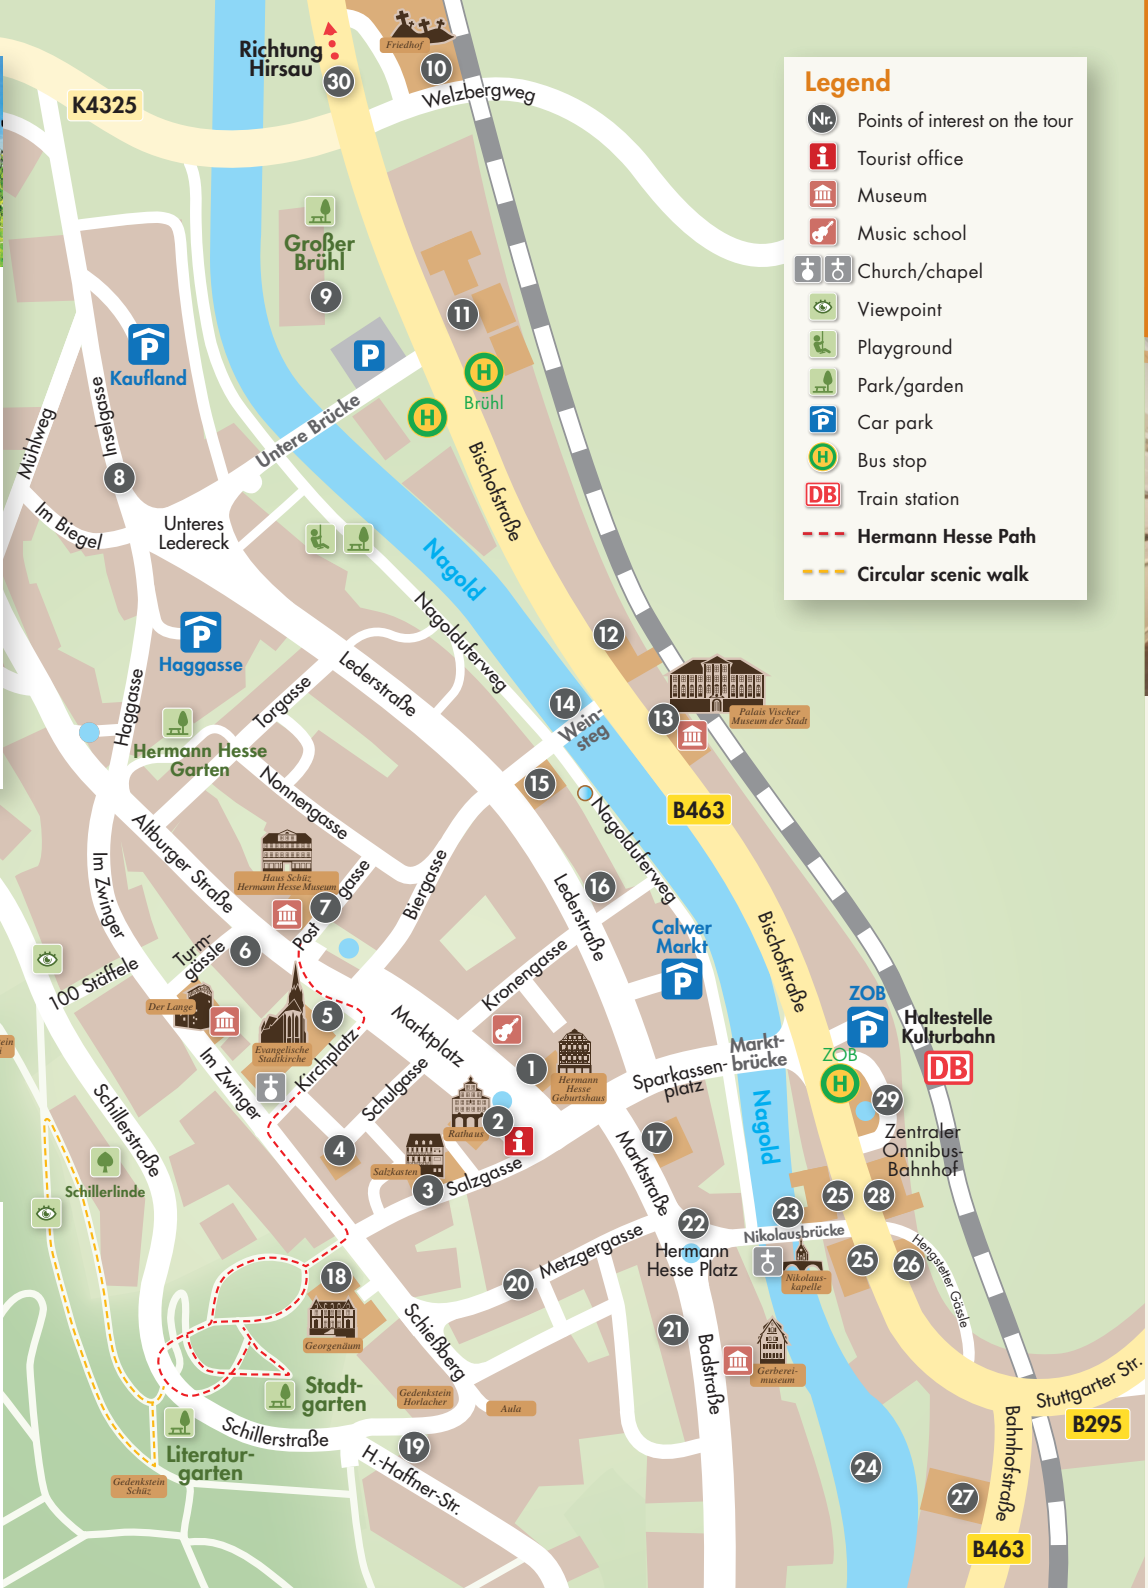 Richtung
Hirsau
30
Friedhof
10
Welzbergweg
K4325
Legend
Nr.
Points of interest on the tour
Tourist office
Museum
Music school
Church/chapel
Viewpoint
Playground
Park/garden
P
Car park
H
Bus stop
DB
Train station
Hermann Hesse Path
Circular scenic walk
Großer
Brühl
9
11
P
Kaufland
P
H
Brühl
H
Untere Brücke
Mühlweg
Inselgasse
8
Im Biegel
Unteres
Ledereck
Bischofstraße
Nagold
Nagolduferweg
12
P
Haggasse
Haggasse
Lederstraße
Torgasse
14
Wein-
steg
13
Palais Vischer
Museum der Stadt
Hermann Hesse
Garten
15
B463
Nonnengasse
Nagolduferweg
Altburger Straße
Im Zwinger
Haus Schüz
Hermann Hesse Museum
7
Post
gasse
Biergasse
Lederstraße
16
Calwer
Markt
P
Bischofstraße
6
Turm-
gässle
100 Stäffele
Der Lange
5
Evangelische
Stadtkirche
Kirchplatz
Marktplatz
Kronengasse
1
Hermann
Hesse
Geburtshaus
ZOB
P
Haltestelle
Kulturbahn
DB
ZOB
H
Markt-
brücke
Sparkassen-
platz
29
Zentraler
Omnibus-
Bahnhof
Im Zwinger
Schulgasse
Rathaus
2
Schillerstraße
4
Salzkasten
3
Salzgasse
17
Marktstraße
Nagold
Schillerlinde
25
28
23
Nikolausbrücke
22
Hermann
Hesse Platz
Nikolaus-
kapelle
25
26
Hengstetter Gässle
Metzgergasse
20
18
Georgenäum
Schießberg
21
Badstraße
Gerberei-
museum
Stadt-
garten
Gedenkstein
Horlacher
Aula
Stuttgarter Str.
B295
Schillerstraße
Literatur-
garten
19
H.-Haffner-Str.
Gedenkstein
Schüz
24
27
Bahnhofstraße
B463